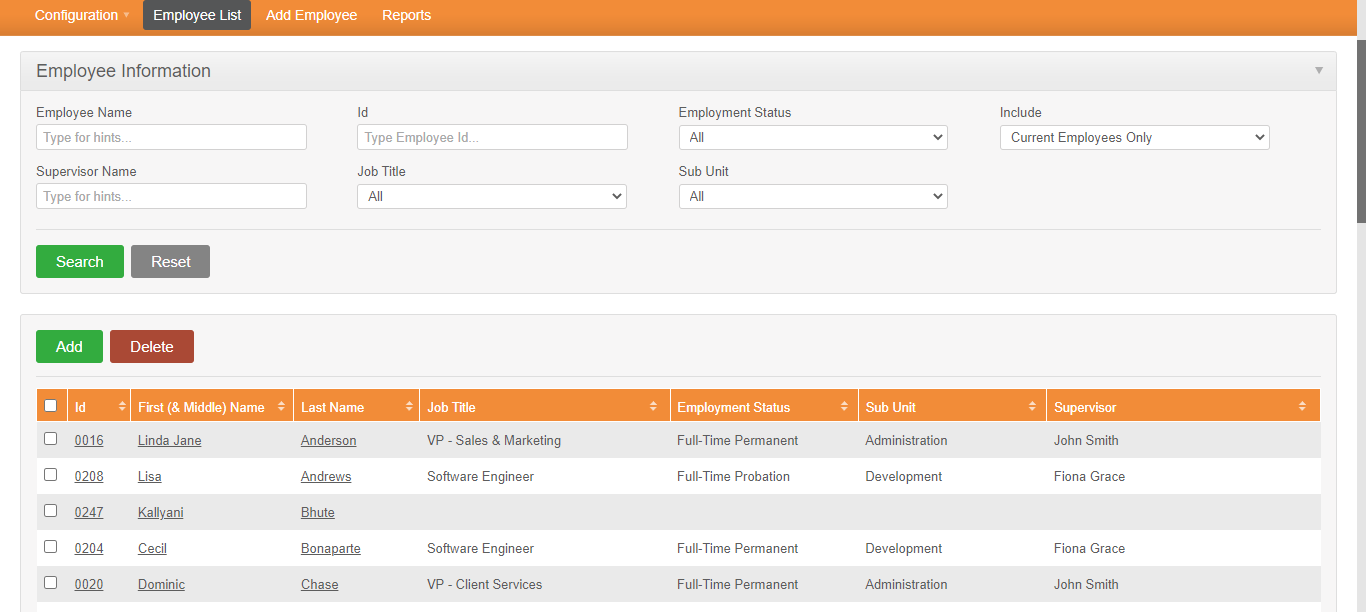 Configuration Employee List Add Employee Reports
Employee Information
Employee Name Id Employment Status Include
Type for hints... Type Employee Id... All Current Employees Only
Supervisor Name Job Title Sub Unit
Type for hints... All All
Search Reset
Add Delete
Id First (& Middle) Name Last Name Job Title Employment Status Sub Unit Supervisor
0016 Linda Jane Anderson VP - Sales & Marketing Full-Time Permanent Administration John Smith
0208 Lisa Andrews Software Engineer Full-Time Probation Development Fiona Grace
0247 Kallyani Bhute
0204 Cecil Bonaparte Software Engineer Full-Time Permanent Development Fiona Grace
0020 Dominic Chase VP - Client Services Full-Time Permanent Administration John Smith